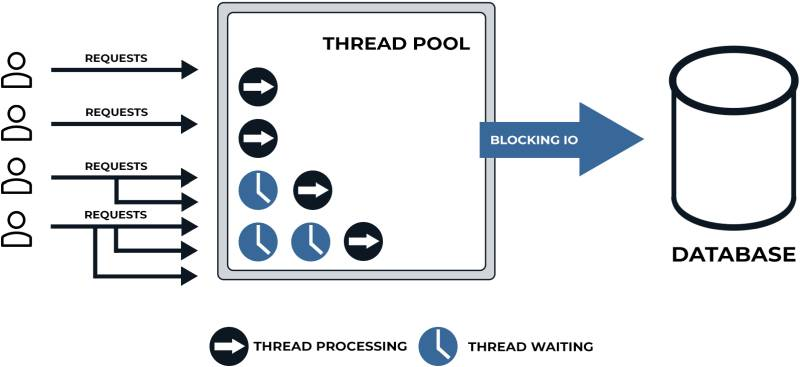 THREAD POOL
REQUESTS
REQUESTS
REQUESTS
REQUESTS
BLOCKING IO
DATABASE
THREAD PROCESSING
THREAD WAITING